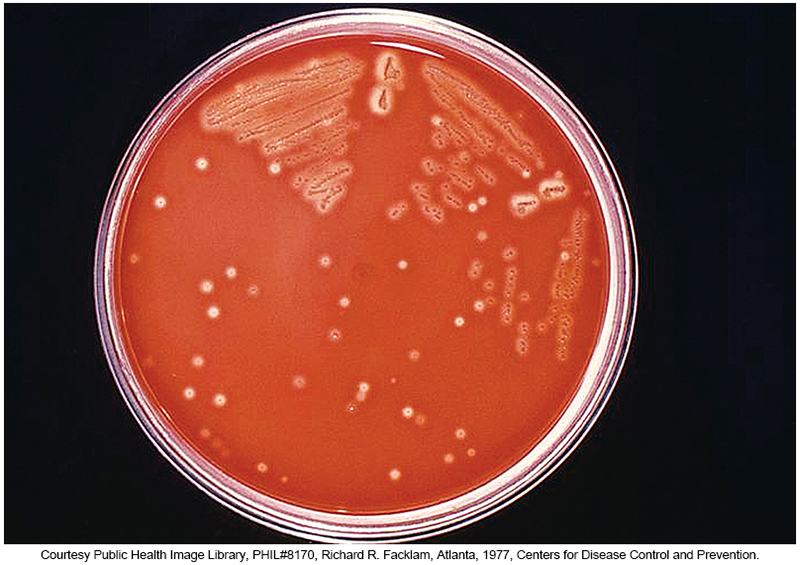 Courtesy Public Health Image Library, PHIL#8170, Richard R. Facklam, Atlanta, 1977, Centers for Disease Control and Prevention.